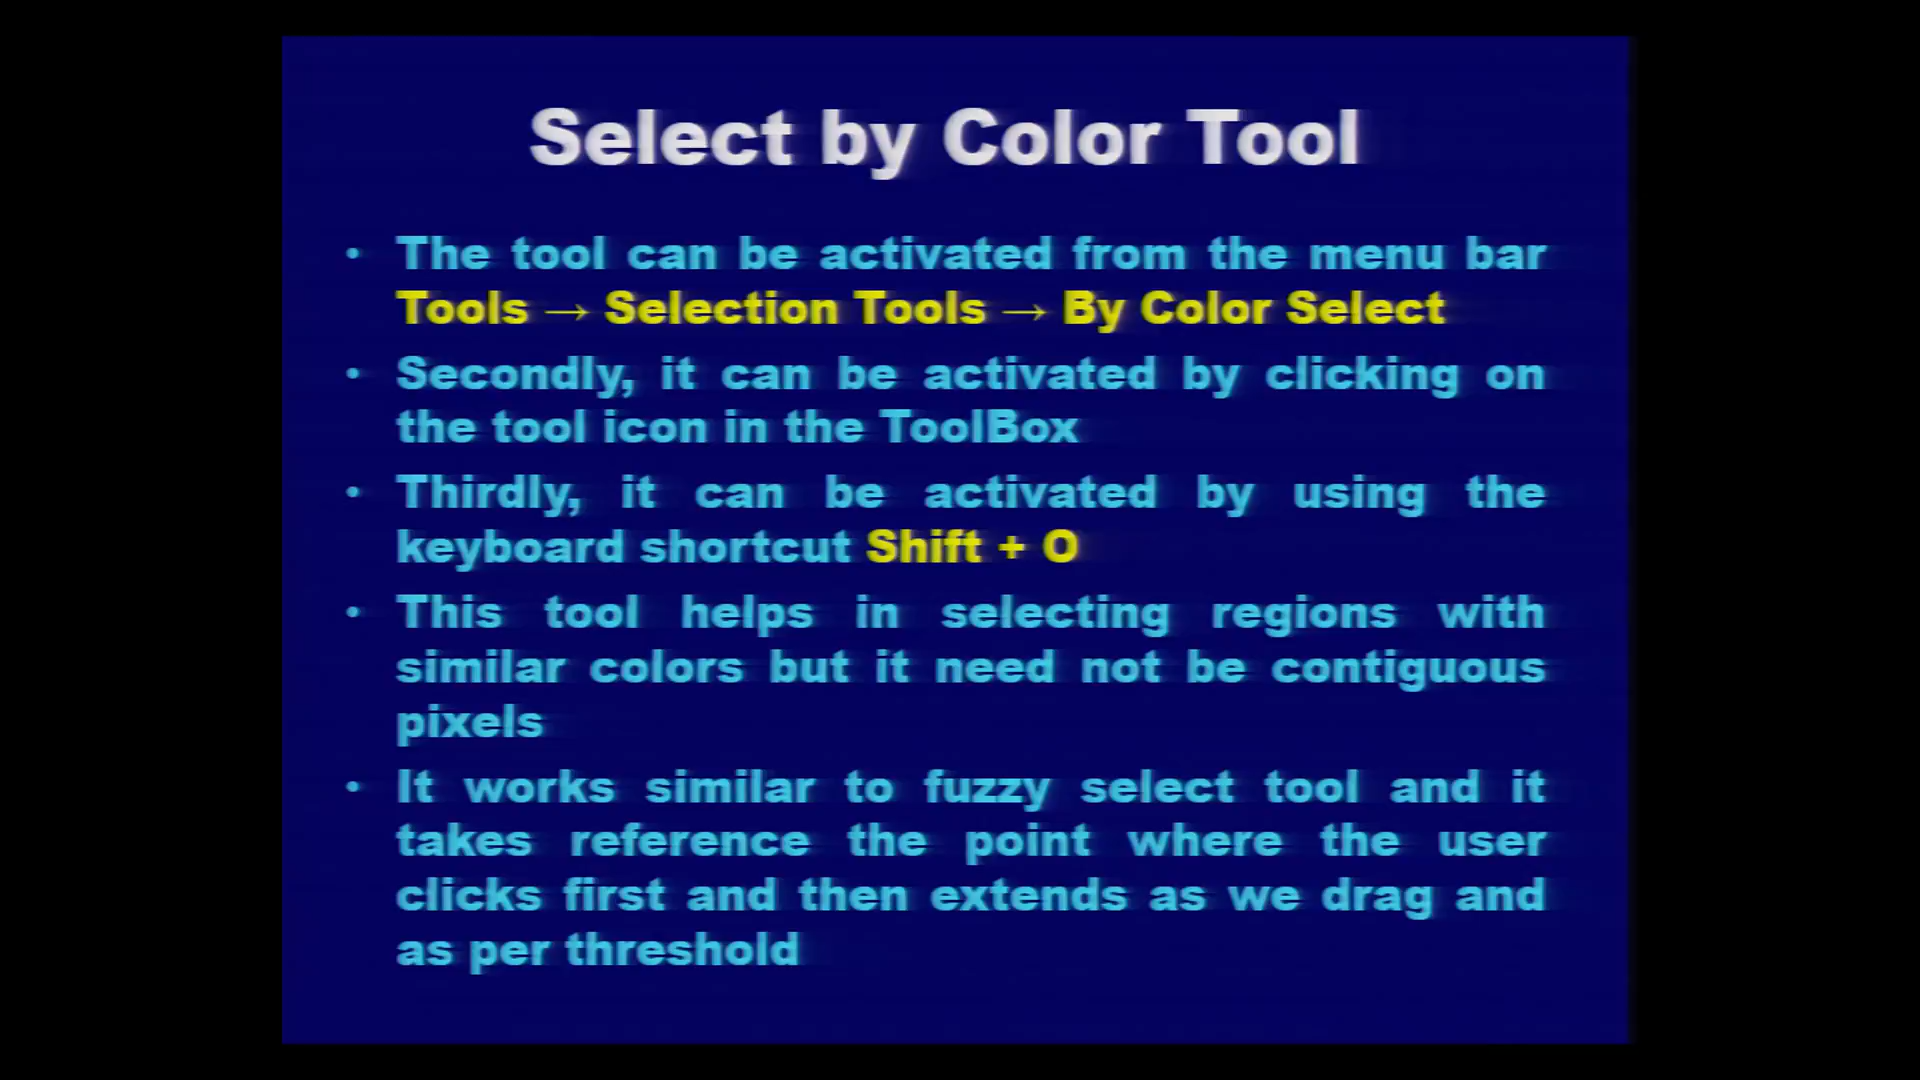 Select by Color Tool
• The tool can be activated from the menu bar
Tools → Selection Tools → By Color Select
• Secondly, it can be activated by clicking on
the tool icon in the ToolBox
• Thirdly, it can be activated by using the
keyboard shortcut Shift + O
• This tool helps in selecting regions with
similar colors but it need not be contiguous
pixels
• It works similar to fuzzy select tool and it
takes reference the point where the user
clicks first and then extends as we drag and
as per threshold